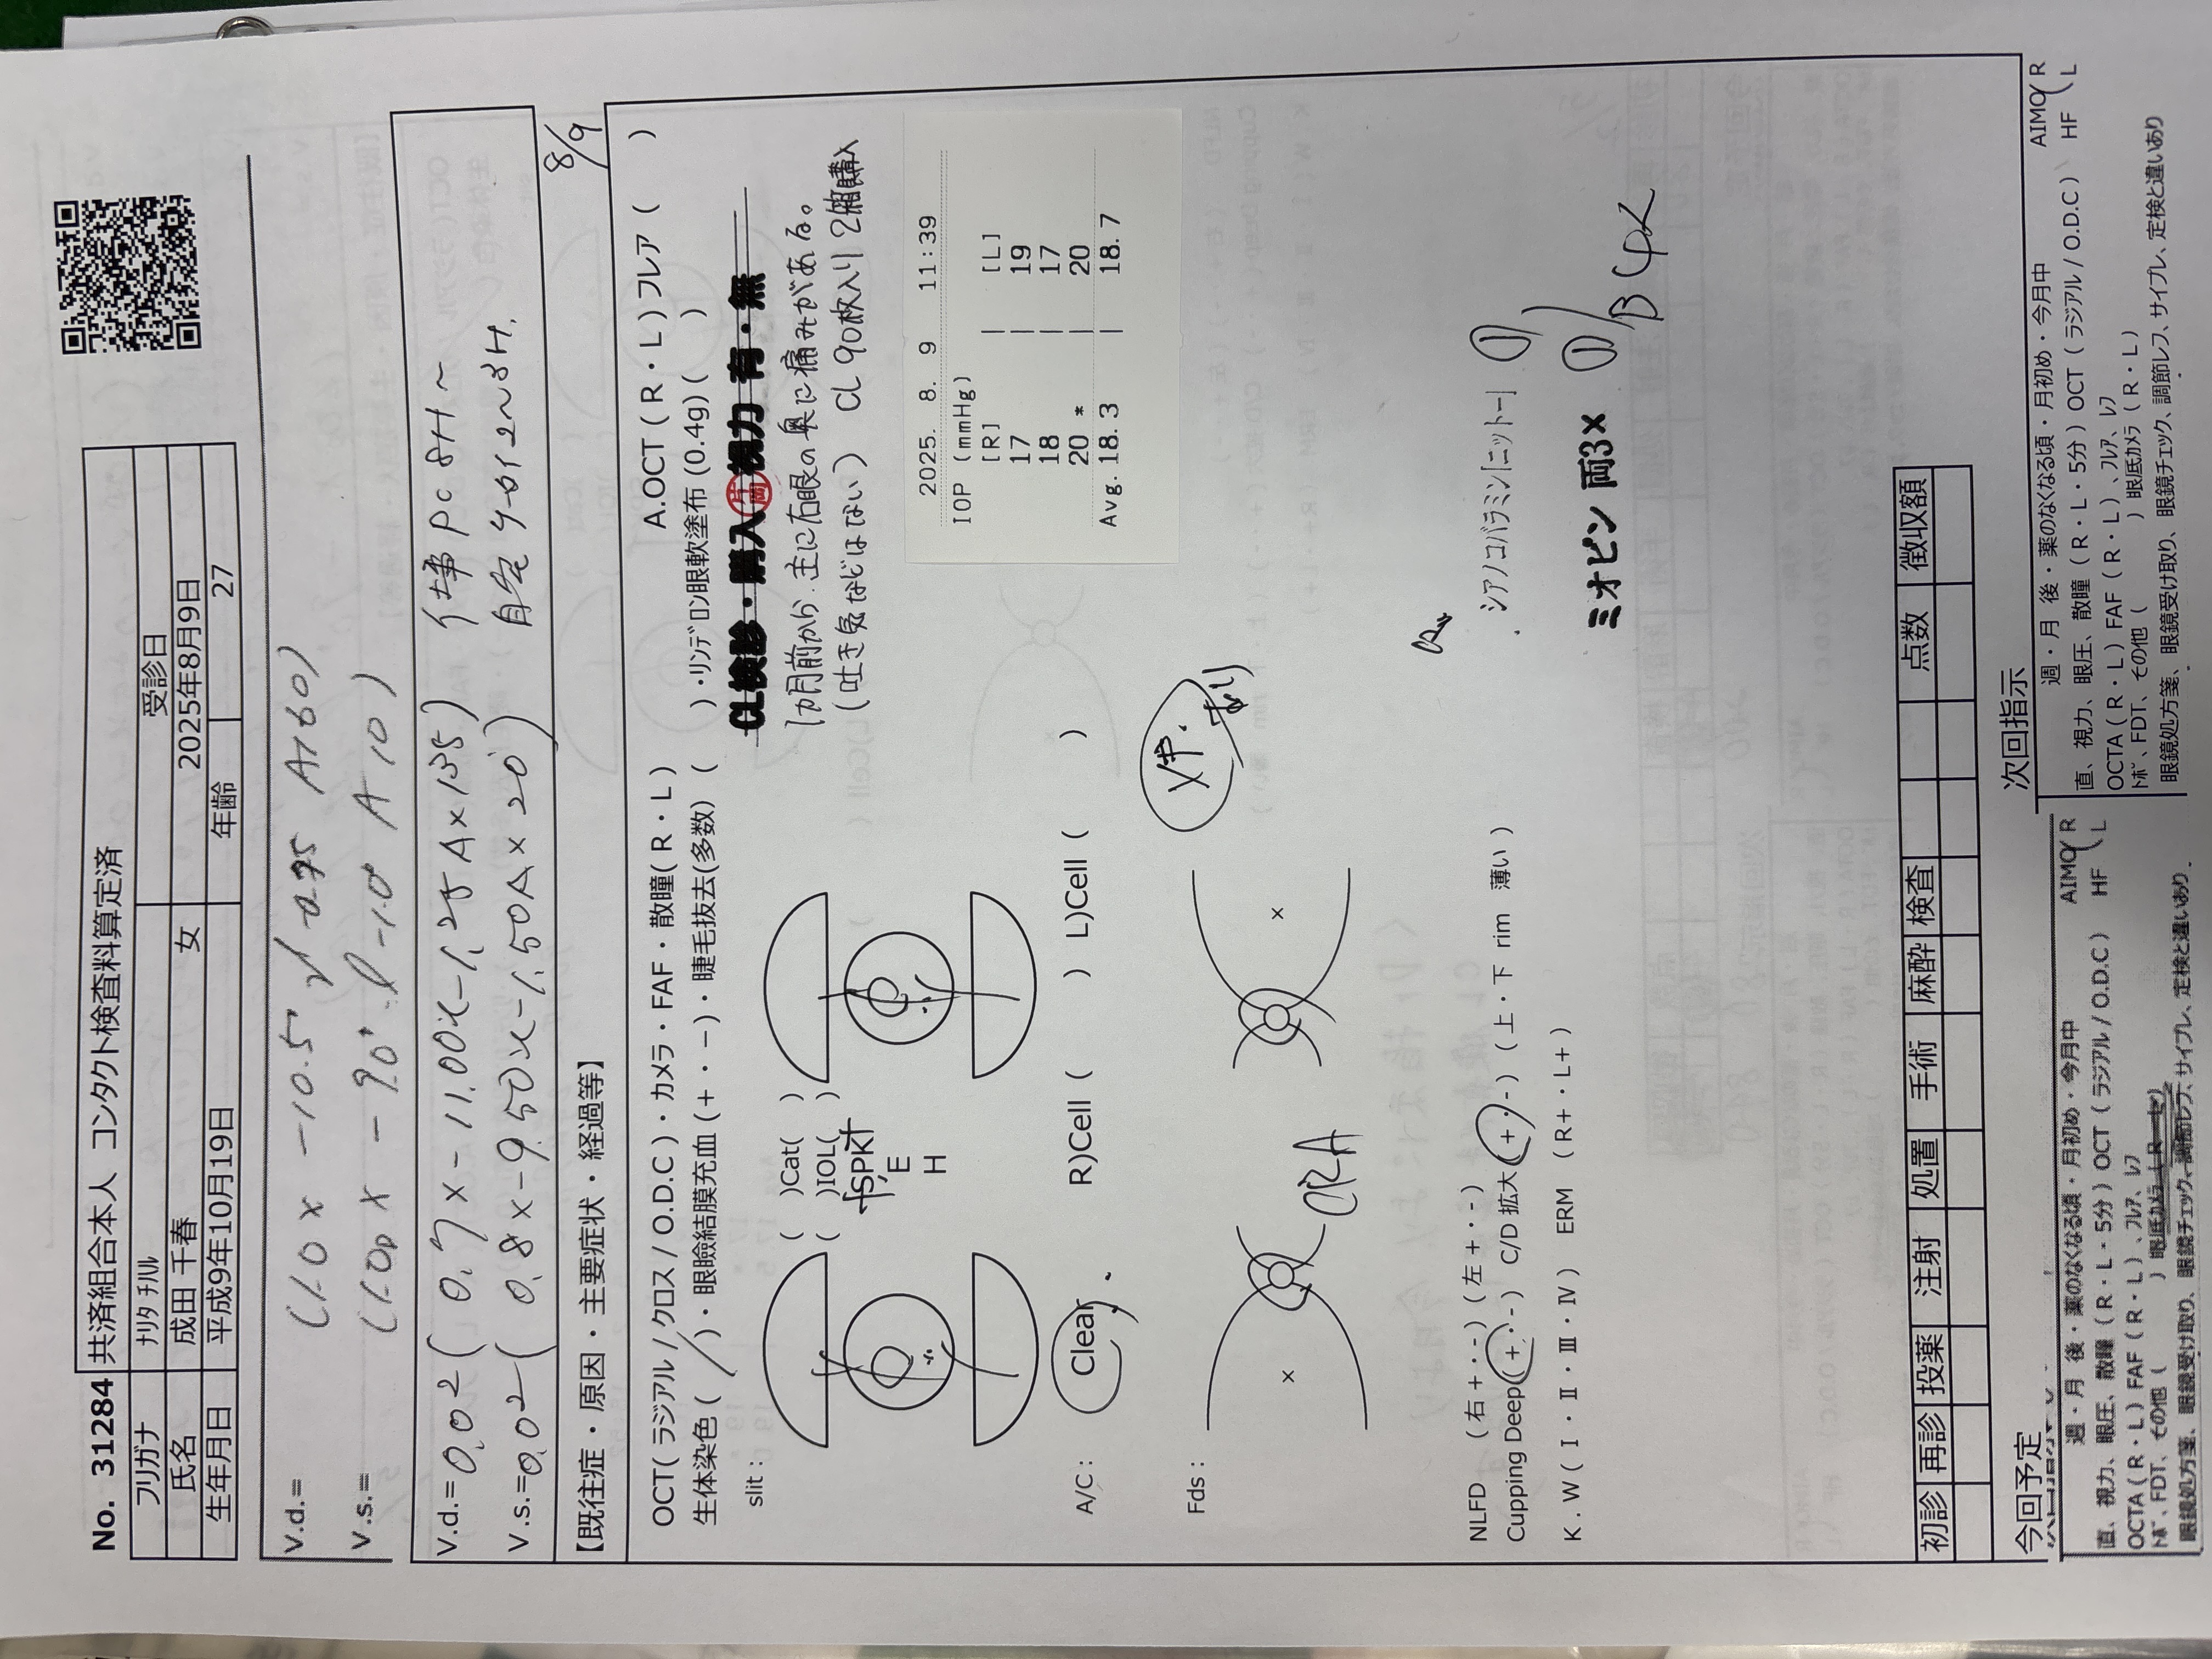 No. 31284 共済組合本人 コンタクト検査料算定済
フリガナ ﾅﾘﾀ ﾁﾊﾙ 受診日
氏名 成田 千春 女 2025年8月9日
生年月日 平成9年10月19日 年齢 27
V.d.= (1.0 x -10.5 -0.75 A160)
V.s.= (1.0p x -9.0 -1.0 A 10)
V.d.= 0.02 ( 0.7 x -11.00 -1.25 A x 135 ) 仕事 PC 8H～
V.s.= 0.02 ( 0.8 x -9.50 -1.50 A x 20 ) 自宅 2～3H.
8/9
【既往症・原因・主要症状・経過等】
OCT( ラジアル / クロス / O.D.C )・カメラ・FAF・散瞳( R・L ) A.OCT ( R・L ) フレア ( )
生体染色 ( / )・眼瞼結膜充血 (+・−)・睫毛抜去(多数) ( )・ﾘﾝﾃﾞﾛﾝ眼軟塗布 (0.4g) ( )
slit : CL検診・購入 片岡 視力 有・無
( )Cat( )
( )IOL( )
1カ月前から 主に右眼の奥に痛みがある。
+ SPK +
(吐き気などはない) CL 90枚入り 2箱購入
E
H
2025. 8. 9 11:39
IOP (mmHg)
[R] | [L]
17 | 19
18 | 17
20 * | 20
Avg. 18.3 | 18.7
A/C : Clear R)Cell ( ) L)Cell ( )
Fds :
あり
CRA
NLFD (右 +・-) (左 +・-)
Cupping Deep ( +・- ) C/D 拡大 ( +・- ) ( 上・下 rim 薄い )
K . W ( Ⅰ・Ⅱ・Ⅲ・Ⅳ ) ERM ( R+・L+ )
シアノコバラミン「ニットー」 ①
ミオピン 両3× ①
次回指示
今回予定
週・月 後・薬のなくなる頃・月初め・今月中 AIMO R
直、視力、眼圧、散瞳 ( R・L・5分 ) OCT ( ラジアル / O.D.C ) HF L
OCTA ( R・L ) FAF ( R・L ) 、ﾌﾚｱ、ﾚﾌ
ﾄﾎﾟ、FDT、その他 ( ) 眼底カメラ ( R・L )
眼鏡処方箋、眼鏡受け取り、眼鏡チェック、調節レフ、サイプレ、定検と違いあり
週・月 後・薬のなくなる頃・月初め・今月中 AIMO R
直、視力、眼圧、散瞳 ( R・L・5分 ) OCT ( ラジアル / O.D.C ) HF L
OCTA ( R・L ) FAF ( R・L ) 、ﾌﾚｱ、ﾚﾌ
ﾄﾎﾟ、FDT、その他 ( ) 眼底カメラ ( R・L )
眼鏡処方箋、眼鏡受け取り、眼鏡チェック、調節レフ、サイプレ、定検と違いあり
初診 再診 投薬 注射 処置 手術 麻酔 検査 点数 徴収額